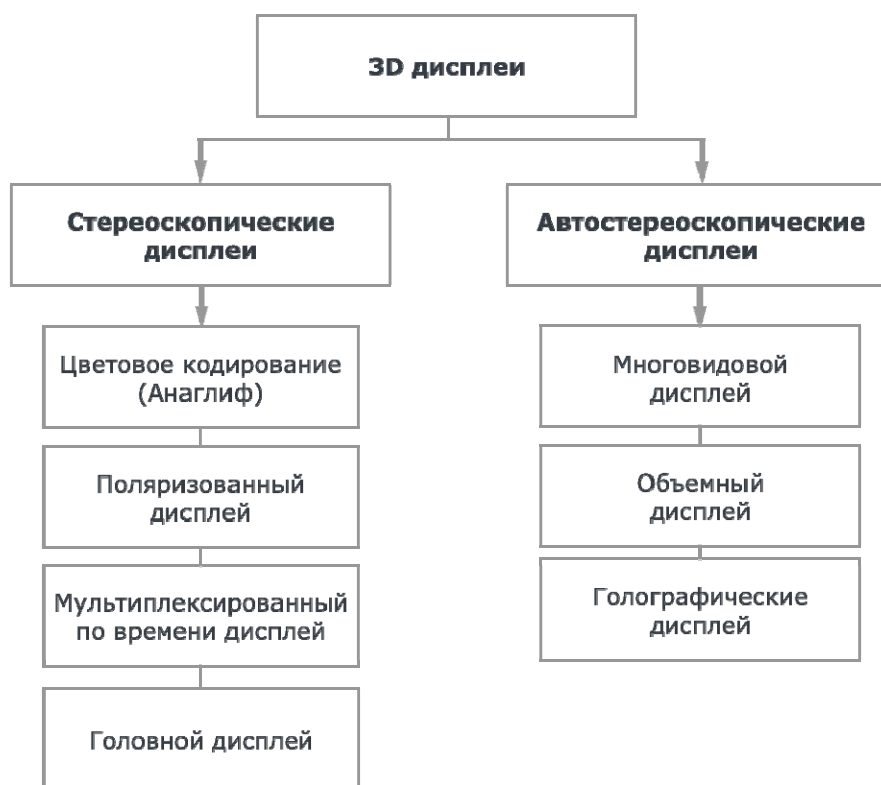 3D дисплеи
Стереоскопические
дисплеи
Автостереоскопические
дисплеи
Цветовое кодирование
(Анаглиф)
Поляризованный
дисплей
Мультиплексированный
по времени дисплей
Головной дисплей
Многовидовой
дисплей
Объемный
дисплей
Голографические
дисплей